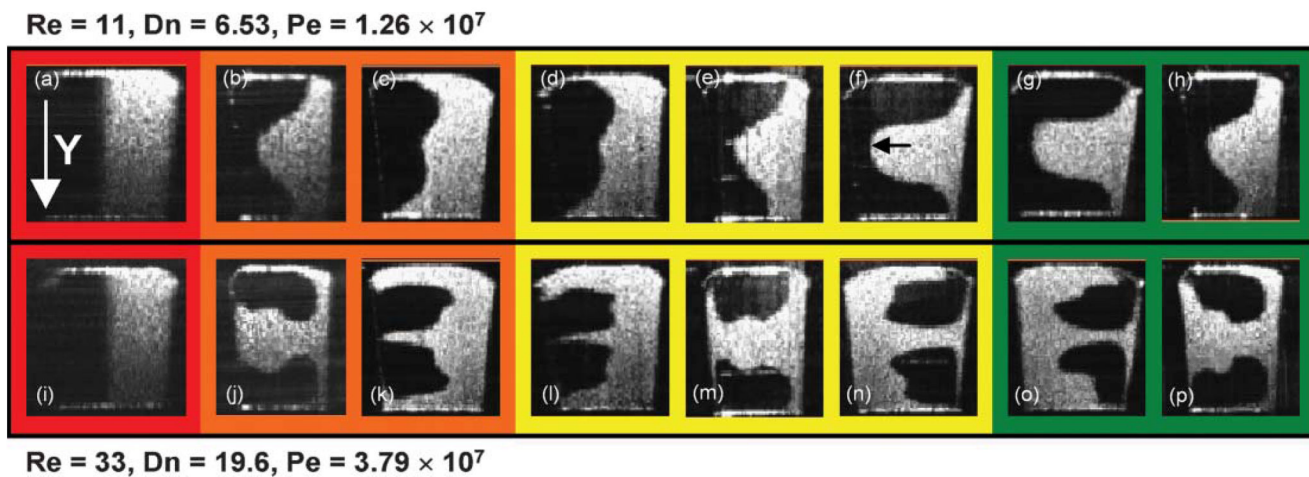 Re = 11, Dn = 6.53, Pe = 1.26 × 10⁷
(a) (b) (c) (d) (e) (f) (g) (h)
Y
(i) (j) (k) (l) (m) (n) (o) (p)
Re = 33, Dn = 19.6, Pe = 3.79 × 10⁷